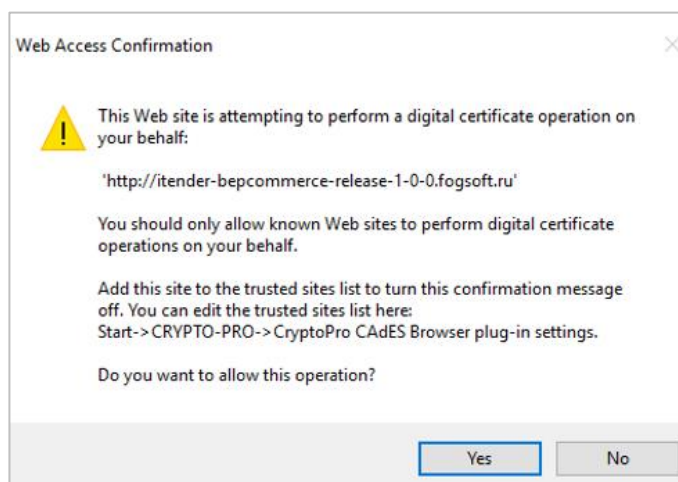 Web Access Confirmation
This Web site is attempting to perform a digital certificate operation on
your behalf:
'http://itender-bepcommerce-release-1-0-0.fogsoft.ru'
You should only allow known Web sites to perform digital certificate
operations on your behalf.
Add this site to the trusted sites list to turn this confirmation message
off. You can edit the trusted sites list here:
Start->CRYPTO-PRO->CryptoPro CAdES Browser plug-in settings.
Do you want to allow this operation?
Yes No